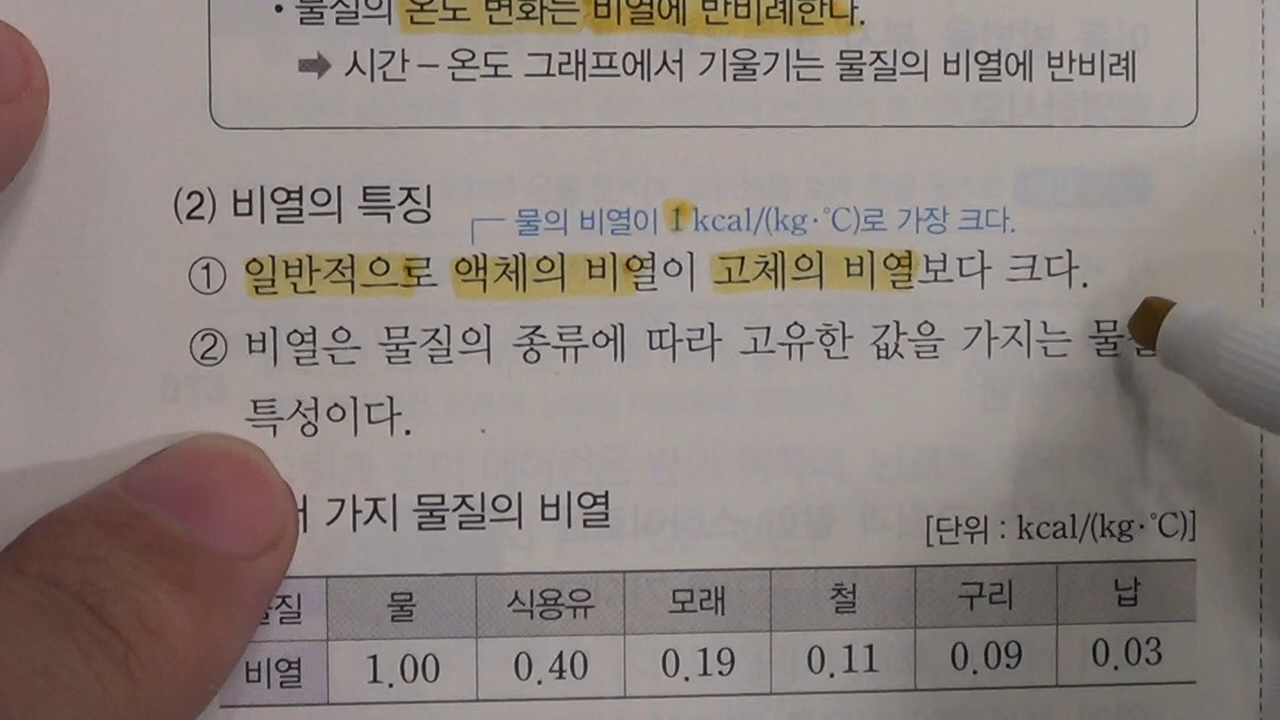 • 물질의 온도 변화는 비열에 반비례한다.
➡ 시간 – 온도 그래프에서 기울기는 물질의 비열에 반비례
(2) 비열의 특징
물의 비열이 1 kcal/(kg·℃)로 가장 크다.
① 일반적으로 액체의 비열이 고체의 비열보다 크다.
② 비열은 물질의 종류에 따라 고유한 값을 가지는 물질
특성이다.
가지 물질의 비열
[단위 : kcal/(kg·℃)]
물 식용유 모래 철 구리 납
비열 1.00 0.40 0.19 0.11 0.09 0.03